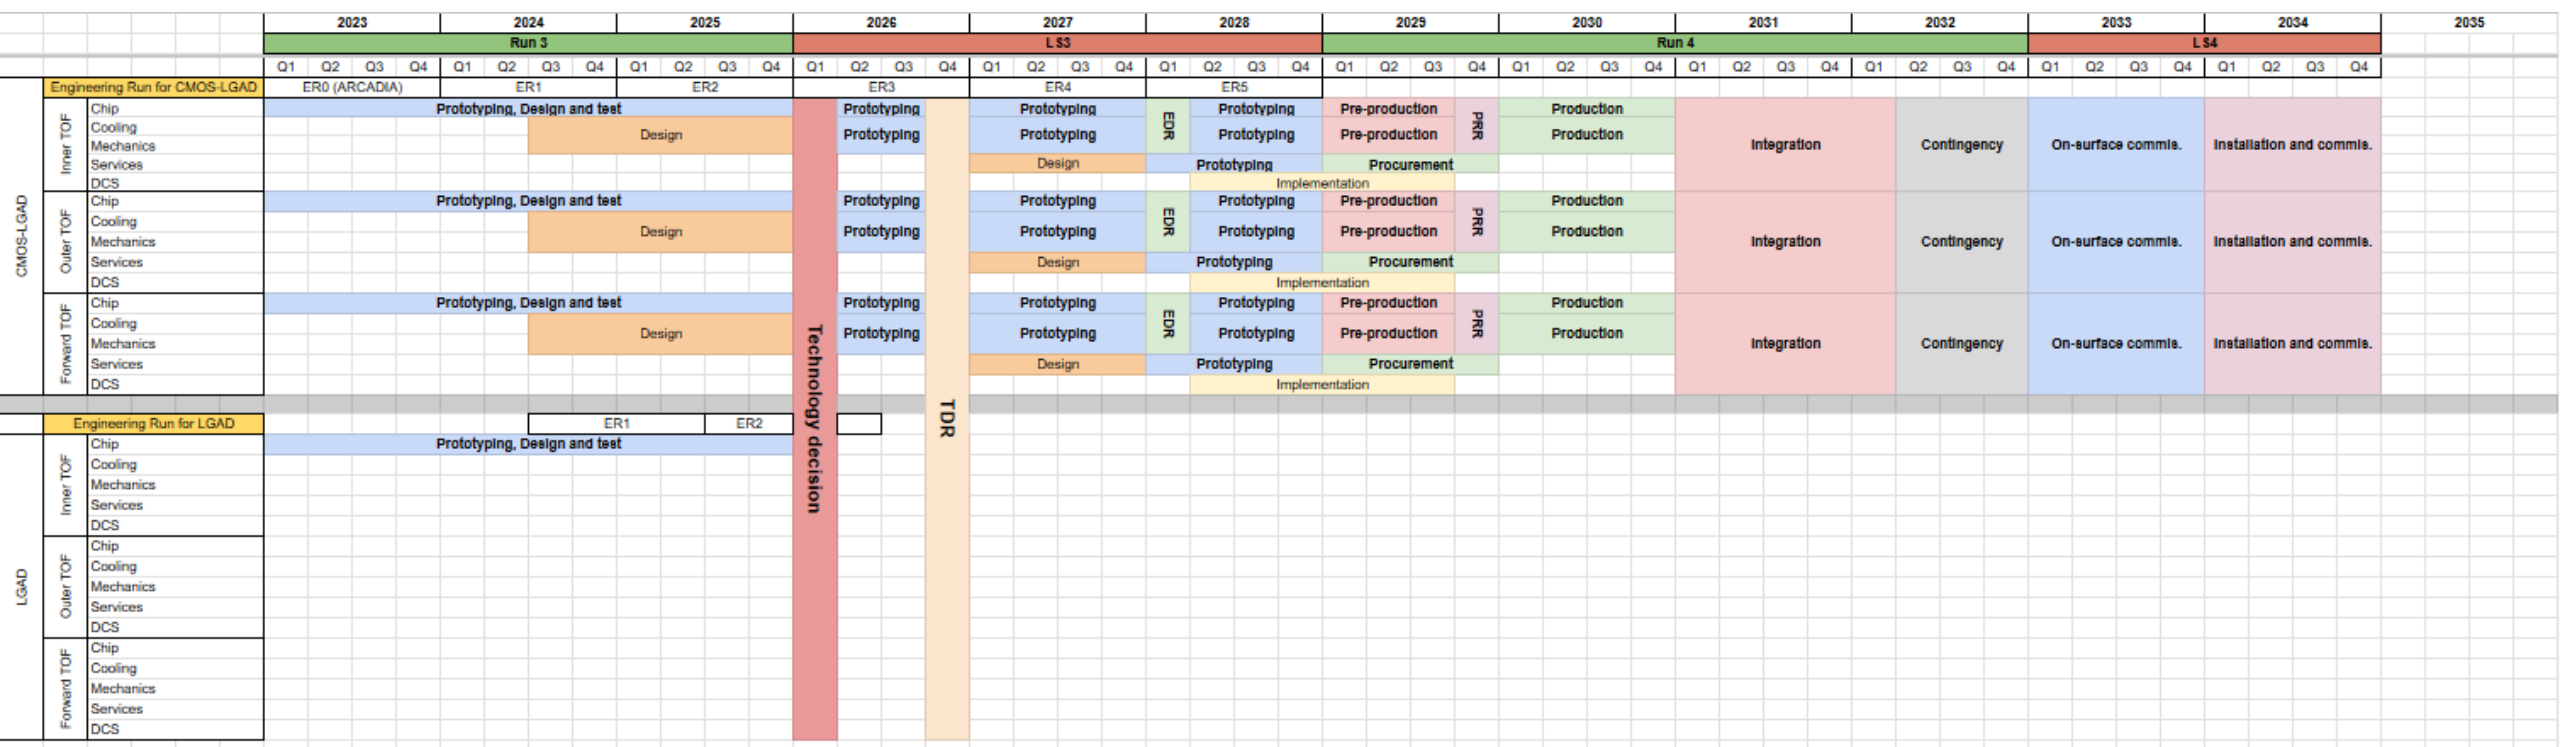 2023 2024 2025 2026 2027 2028 2029 2030 2031 2032 2033 2034 2035
Run 3 LS3 Run 4 LS4
Q1 Q2 Q3 Q4 Q1 Q2 Q3 Q4 Q1 Q2 Q3 Q4 Q1 Q2 Q3 Q4 Q1 Q2 Q3 Q4 Q1 Q2 Q3 Q4 Q1 Q2 Q3 Q4 Q1 Q2 Q3 Q4 Q1 Q2 Q3 Q4 Q1 Q2 Q3 Q4 Q1 Q2 Q3 Q4 Q1 Q2 Q3 Q4
Engineering Run for CMOS-LGAD ER0 (ARCADIA) ER1 ER2 ER3 ER4 ER5
CMOS-LGAD
Inner TOF
Chip Prototyping, Design and test Prototyping Prototyping EDR Prototyping Pre-production PRR Production
Cooling
Mechanics
Design Prototyping Prototyping Prototyping Pre-production Production
Integration Contingency On-surface commis. Installation and commis.
Services Design Prototyping Procurement
DCS Implementation
Outer TOF
Chip Prototyping, Design and test Prototyping Prototyping EDR Prototyping Pre-production PRR Production
Cooling
Mechanics
Design Prototyping Prototyping Prototyping Pre-production Production
Integration Contingency On-surface commis. Installation and commis.
Services Design Prototyping Procurement
DCS Implementation
Forward TOF
Chip Prototyping, Design and test Prototyping Prototyping EDR Prototyping Pre-production PRR Production
Cooling
Mechanics
Design Prototyping Prototyping Prototyping Pre-production Production
Integration Contingency On-surface commis. Installation and commis.
Services Design Prototyping Procurement
DCS Implementation
Technology decision
TDR
Engineering Run for LGAD ER1 ER2
LGAD
Inner TOF
Chip Prototyping, Design and test
Cooling
Mechanics
Services
DCS
Outer TOF
Chip
Cooling
Mechanics
Services
DCS
Forward TOF
Chip
Cooling
Mechanics
Services
DCS